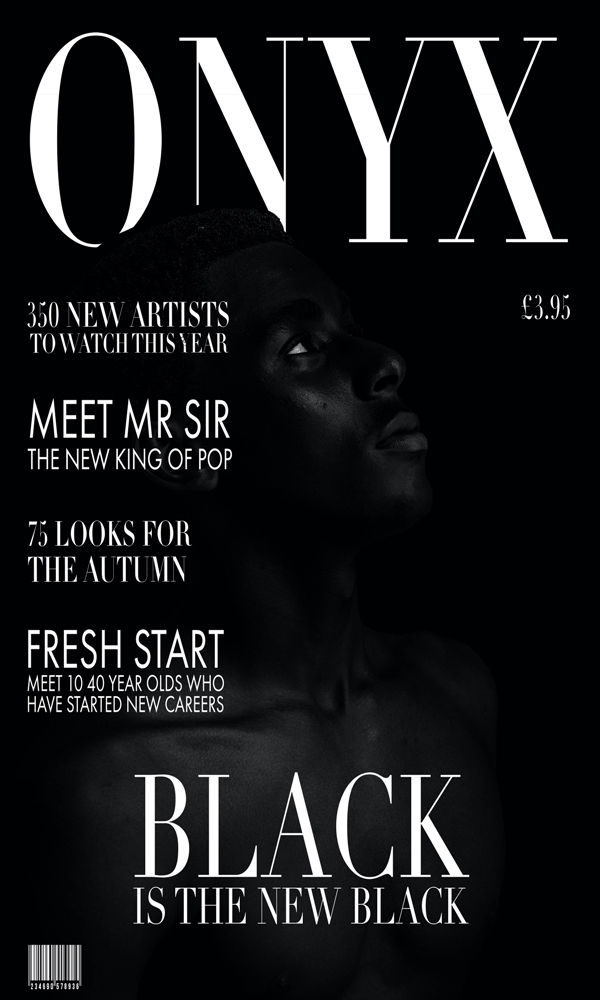 ONYX
£3.95
350 NEW ARTISTS
TO WATCH THIS YEAR
MEET MR SIR
THE NEW KING OF POP
75 LOOKS FOR
THE AUTUMN
FRESH START
MEET 10 40 YEAR OLDS WHO
HAVE STARTED NEW CAREERS
BLACK
IS THE NEW BLACK